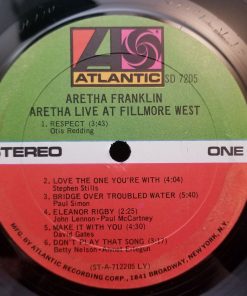 ATLANTIC
SD 7205
ARETHA FRANKLIN
ARETHA LIVE AT FILLMORE WEST
1. RESPECT (3:43)
Otis Redding
STEREO
ONE
2. LOVE THE ONE YOU'RE WITH (4:04)
Stephen Stills
3. BRIDGE OVER TROUBLED WATER (5:40)
Paul Simon
4. ELEANOR RIGBY (2:25)
John Lennon - Paul McCartney
5. MAKE IT WITH YOU (4:30)
David Gates
6. DON'T PLAY THAT SONG (3:17)
Betty Nelson-Ahmet Ertegun
(ST-A-712205 LY)
MFG. BY ATLANTIC RECORDING CORP., 1841 BROADWAY, NEW YORK, N.Y.